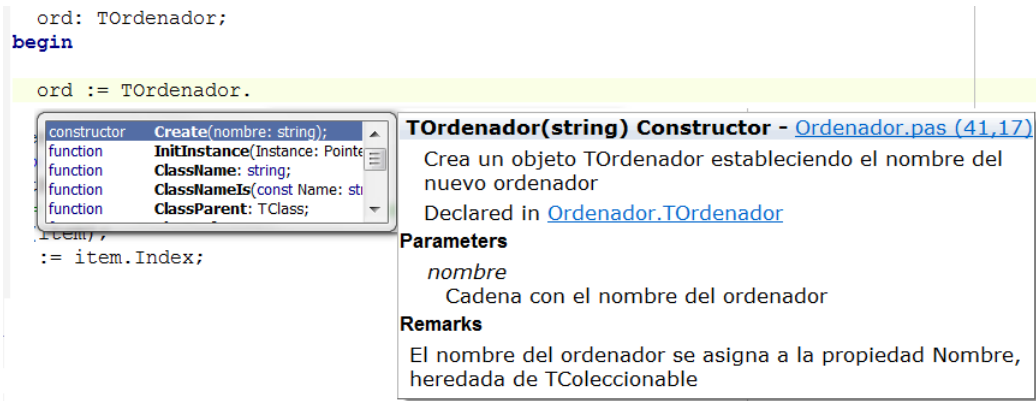 ord: TOrdenador;
begin
ord := TOrdenador.
constructor Create(nombre: string);
function InitInstance(Instance: Pointe
function ClassName: string;
function ClassNameIs(const Name: str
function ClassParent: TClass;
item);
:= item.Index;
TOrdenador(string) Constructor - Ordenador.pas (41,17)
Crea un objeto TOrdenador estableciendo el nombre del
nuevo ordenador
Declared in Ordenador.TOrdenador
Parameters
nombre
Cadena con el nombre del ordenador
Remarks
El nombre del ordenador se asigna a la propiedad Nombre,
heredada de TColeccionable